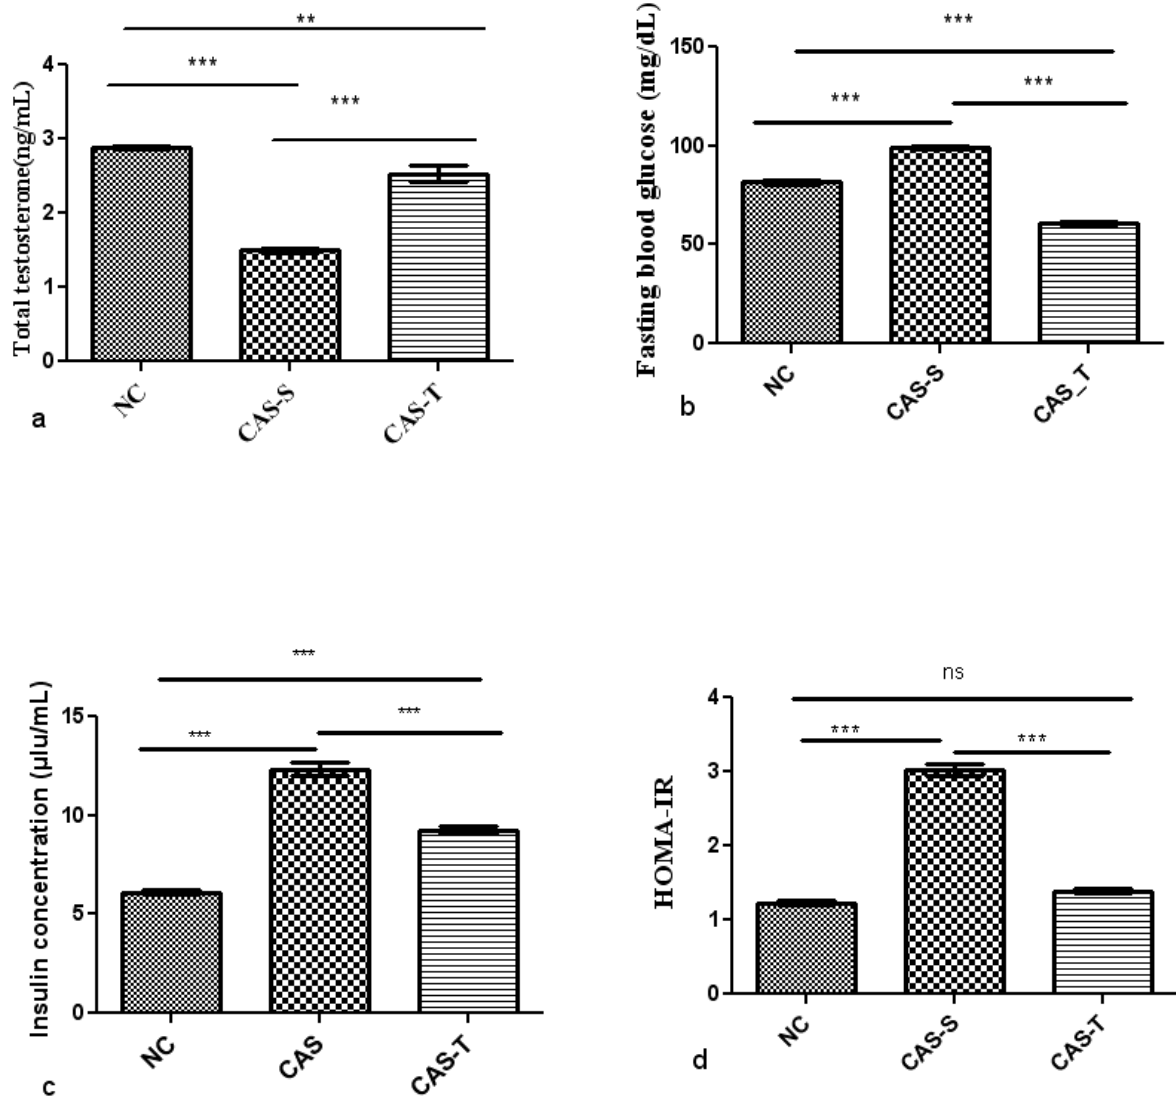 **
***
***
Total testosterone(ng/mL)
4
3
2
1
0
NC
CAS-S
CAS-T
a
***
***
***
Fasting blood glucose (mg/dL)
150
100
50
0
NC
CAS-S
CAS_T
b
***
***
***
Insulin concentration (µIu/mL)
15
10
5
0
NC
CAS
CAS-T
c
ns
***
***
HOMA-IR
4
3
2
1
0
NC
CAS-S
CAS-T
d